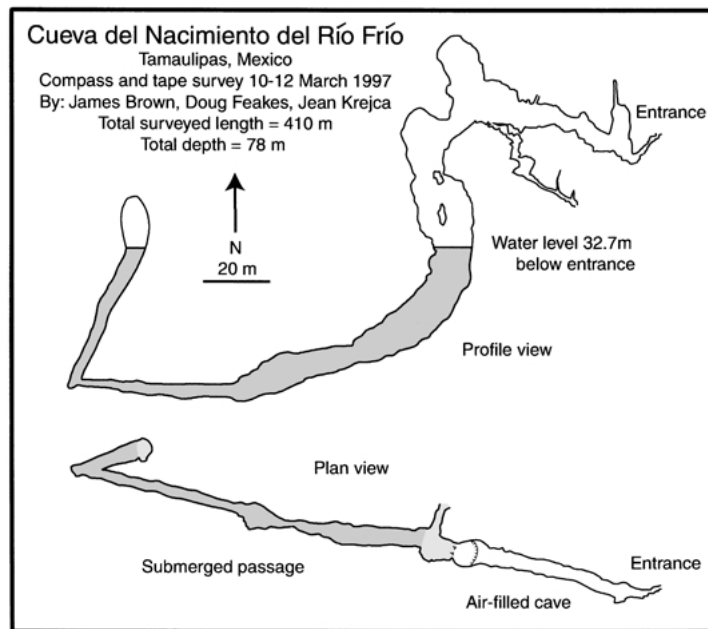 Cueva del Nacimiento del Río Frío
Tamaulipas, Mexico
Compass and tape survey 10-12 March 1997
By: James Brown, Doug Feakes, Jean Krejca
Total surveyed length = 410 m
Total depth = 78 m
Entrance
N
20 m
Water level 32.7m
below entrance
Profile view
Plan view
Submerged passage
Entrance
Air-filled cave